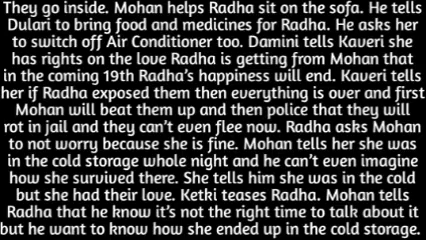 They go inside. Mohan helps Radha sit on the sofa. He tells
Dulari to bring food and medicines for Radha. He asks her
to switch off Air Conditioner too. Damini tells Kaveri she
has rights on the love Radha is getting from Mohan that
in the coming 19th Radha's happiness will end. Kaveri tells
her if Radha exposed them then everything is over and first
Mohan will beat them up and then police that they will
rot in jail and they can't even flee now. Radha asks Mohan
to not worry because she is fine. Mohan tells her she was
in the cold storage whole night and he can't even imagine
how she survived there. She tells him she was in the cold
but she had their love. Ketki teases Radha. Mohan tells
Radha that he know it's not the right time to talk about it
but he want to know how she ended up in the cold storage.